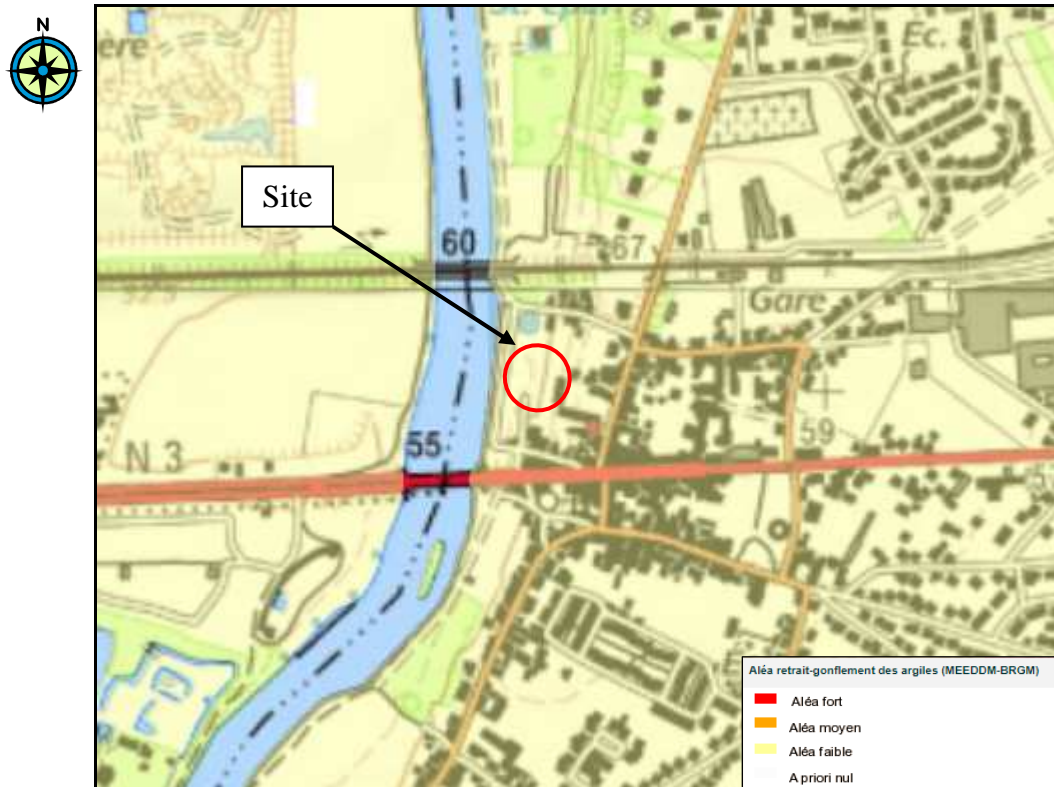 N
Ec.
Site
60
67
Gare
55
59
N 3
Aléa retrait-gonflement des argiles (MEEDDM-BRGM)
Aléa fort
Aléa moyen
Aléa faible
A priori nul